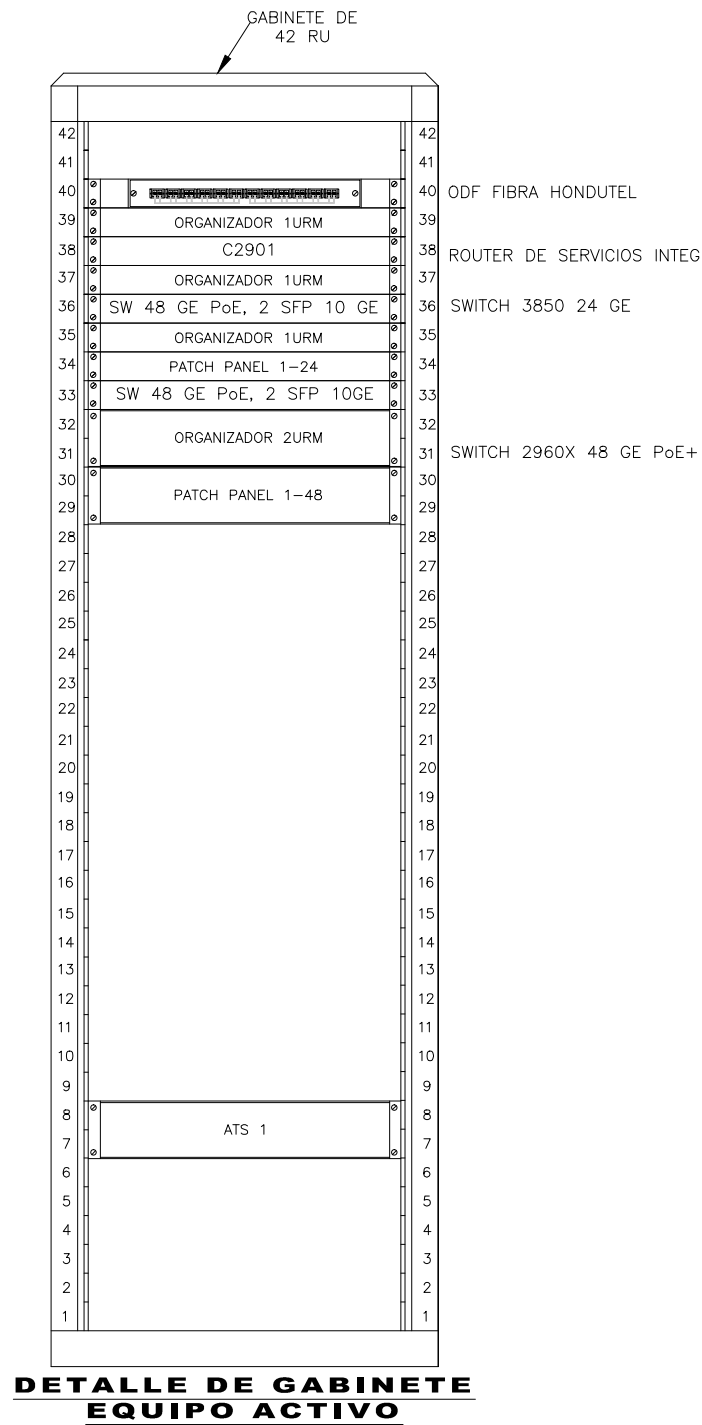 GABINETE DE
42 RU
42 42
41 41
40 40 ODF FIBRA HONDUTEL
39 ORGANIZADOR 1URM 39
38 C2901 38 ROUTER DE SERVICIOS INTEG
37 ORGANIZADOR 1URM 37
36 SW 48 GE PoE, 2 SFP 10 GE 36 SWITCH 3850 24 GE
35 ORGANIZADOR 1URM 35
34 PATCH PANEL 1-24 34
33 SW 48 GE PoE, 2 SFP 10GE 33
32 32
ORGANIZADOR 2URM
31 31 SWITCH 2960X 48 GE PoE+
30 30
PATCH PANEL 1-48
29 29
28 28
27 27
26 26
25 25
24 24
23 23
22 22
21 21
20 20
19 19
18 18
17 17
16 16
15 15
14 14
13 13
12 12
11 11
10 10
9 9
8 8
ATS 1
7 7
6 6
5 5
4 4
3 3
2 2
1 1
DETALLE DE GABINETE
EQUIPO ACTIVO